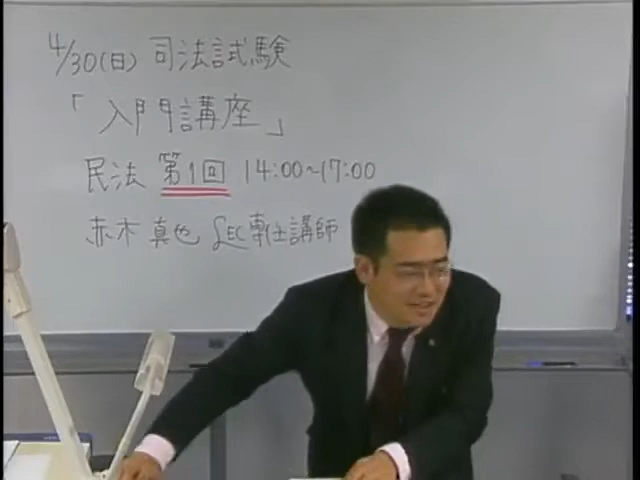 4/30(日) 司法試験
「入門講座」
民法 第1回 14:00~17:00
赤木 真也 LEC専任講師